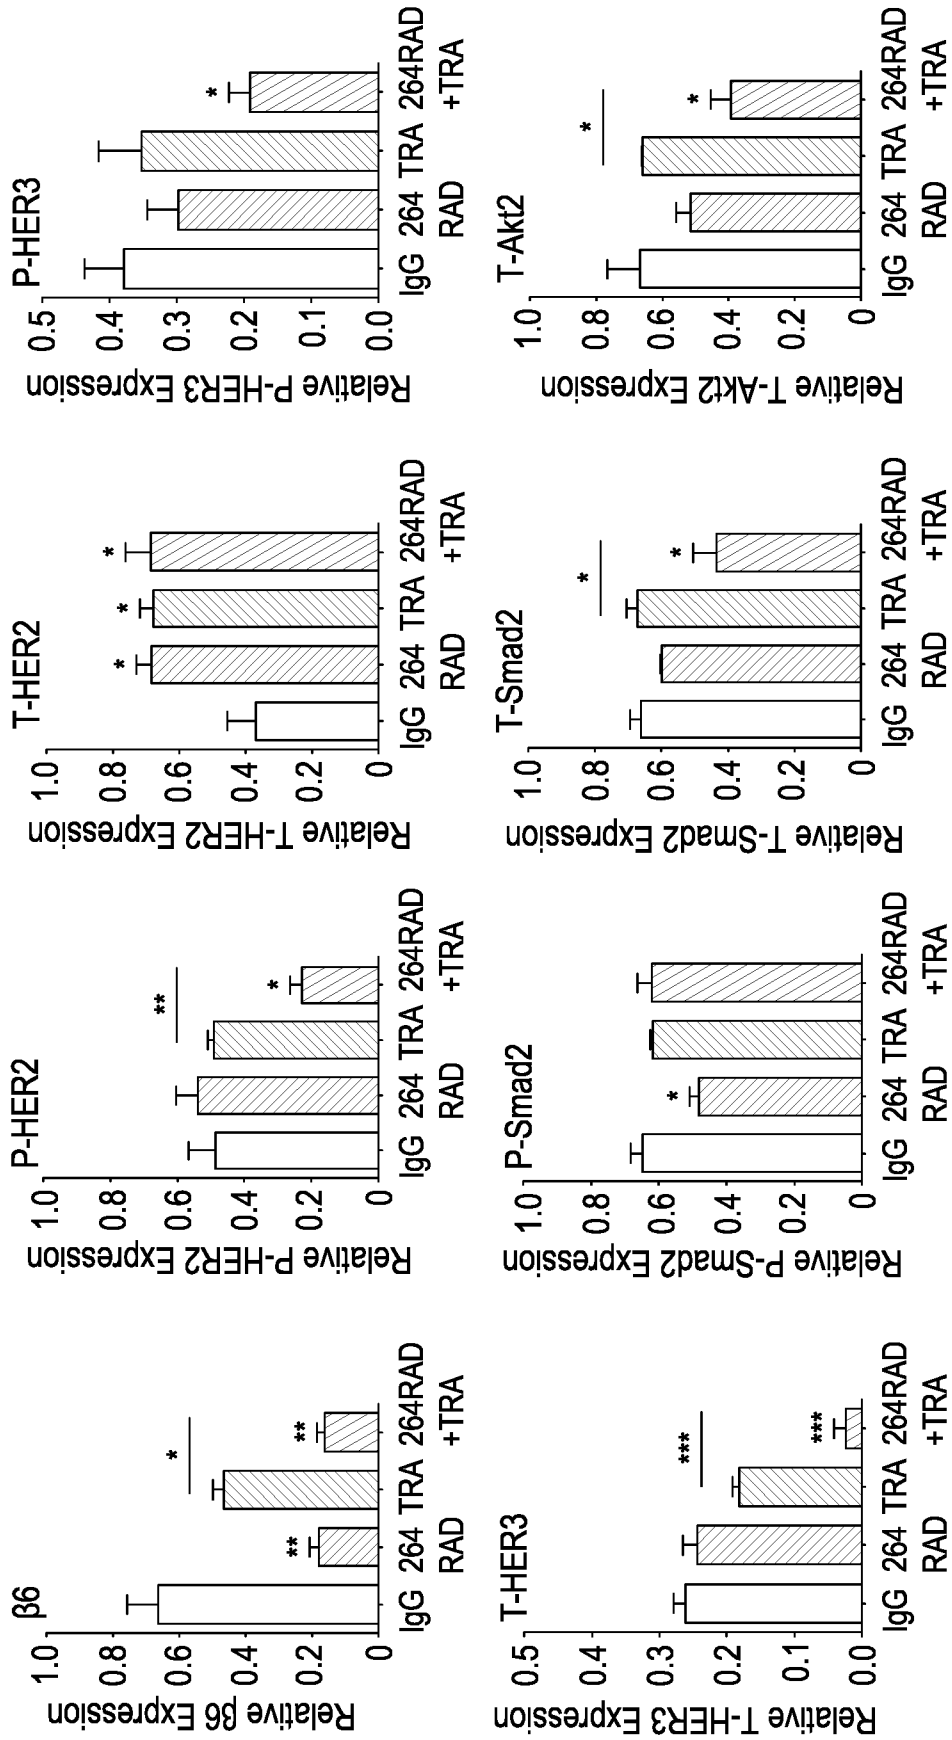 β6
Relative β6 Expression
1.0
0.8
0.6
0.4
0.2
0
**
*
**
IgG 264 TRA 264RAD
RAD +TRA
P-HER2
Relative P-HER2 Expression
1.0
0.8
0.6
0.4
0.2
0
**
*
IgG 264 TRA 264RAD
RAD +TRA
T-HER2
Relative T-HER2 Expression
1.0
0.8
0.6
0.4
0.2
0
*
*
*
IgG 264 TRA 264RAD
RAD +TRA
P-HER3
Relative P-HER3 Expression
0.5
0.4
0.3
0.2
0.1
0.0
*
IgG 264 TRA 264RAD
RAD +TRA
T-HER3
Relative T-HER3 Expression
0.5
0.4
0.3
0.2
0.1
0.0
***
***
IgG 264 TRA 264RAD
RAD +TRA
P-Smad2
Relative P-Smad2 Expression
1.0
0.8
0.6
0.4
0.2
0
*
IgG 264 TRA 264RAD
RAD +TRA
T-Smad2
Relative T-Smad2 Expression
1.0
0.8
0.6
0.4
0.2
0
*
*
IgG 264 TRA 264RAD
RAD +TRA
T-Akt2
Relative T-Akt2 Expression
1.0
0.8
0.6
0.4
0.2
0
*
*
IgG 264 TRA 264RAD
RAD +TRA